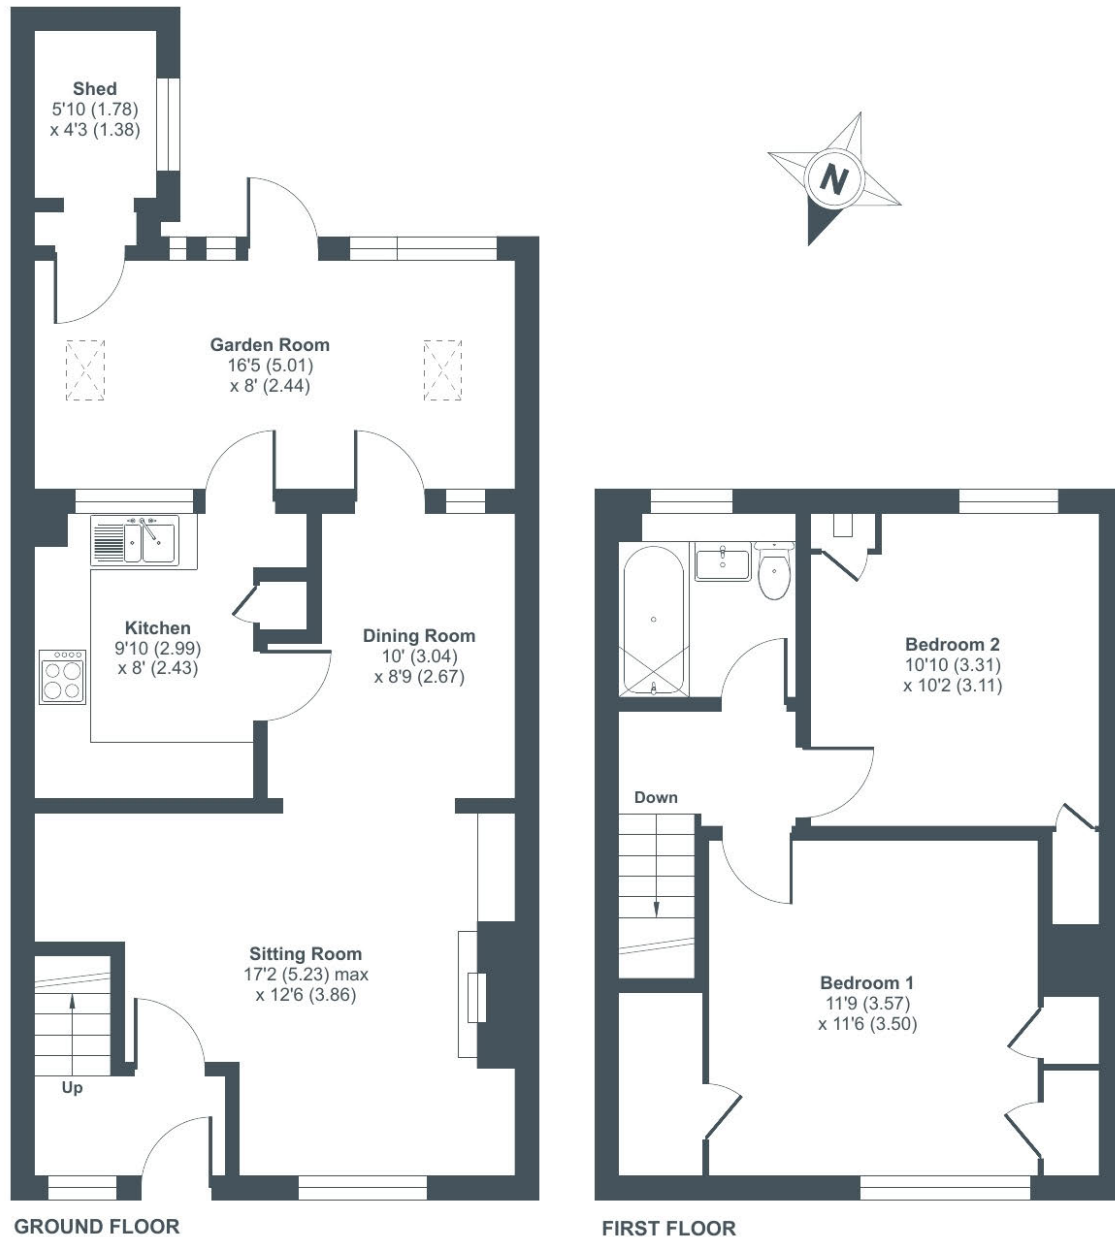 Shed
5'10 (1.78)
x 4'3 (1.38)
N
Garden Room
16'5 (5.01)
x 8' (2.44)
Kitchen
9'10 (2.99)
x 8' (2.43)
Dining Room
10' (3.04)
x 8'9 (2.67)
Sitting Room
17'2 (5.23) max
x 12'6 (3.86)
Up
GROUND FLOOR
Bedroom 2
10'10 (3.31)
x 10'2 (3.11)
Down
Bedroom 1
11'9 (3.57)
x 11'6 (3.50)
FIRST FLOOR